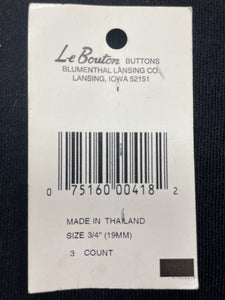 Le Bouton BUTTONS
BLUMENTHAL LANSING CO.
LANSING, IOWA 52151
0 75160 00418 2
MADE IN THAILAND
SIZE 3/4" (19MM)
3 COUNT